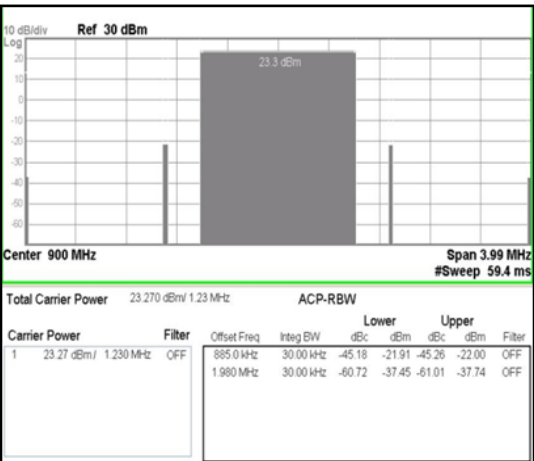 10 dB/div Ref 30 dBm
Log
23.3 dBm
20
10
0
-10
-20
-30
-40
-50
-60
Center 900 MHz Span 3.99 MHz
#Sweep 59.4 ms
Total Carrier Power 23.270 dBm/ 1.23 MHz ACP-RBW
Lower Upper
Carrier Power Filter Offset Freq Integ BW dBc dBm dBc dBm Filter
1 23.27 dBm / 1.230 MHz OFF 885.0 kHz 30.00 kHz -45.18 -21.91 -45.26 -22.00 OFF
1.980 MHz 30.00 kHz -60.72 -37.45 -61.01 -37.74 OFF